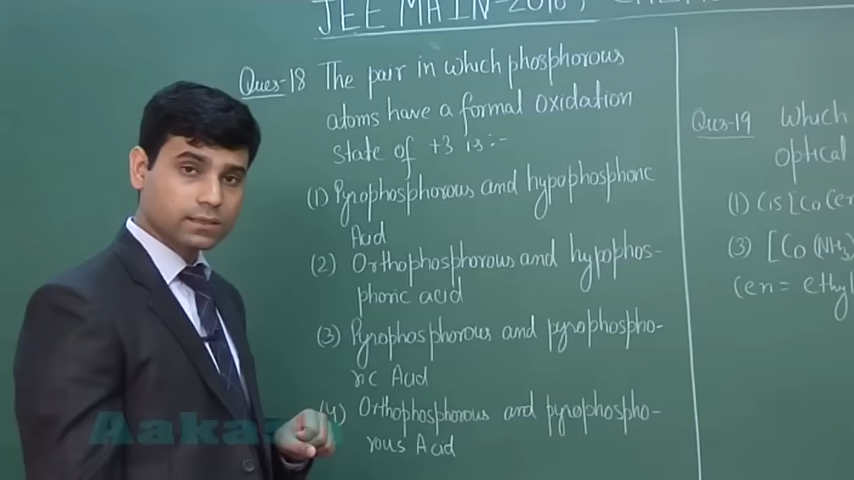 JEE MAIN-2016,
Ques-18 The pair in which phosphorous
atoms have a formal oxidation
state of +3 is:-
(1) Pyrophosphorous and hypophosphoric
Acid
(2) Orthophosphorous and hypophos-
phoric acid
(3) Pyrophosphorous and pyrophospho-
ric Acid
(4) Orthophosphorous and pyrophospho-
rous Acid
Ques-19 Which
optical
(1) Cis [Co(en
(3) [Co(NH3)
(en = ethyl
Aakash